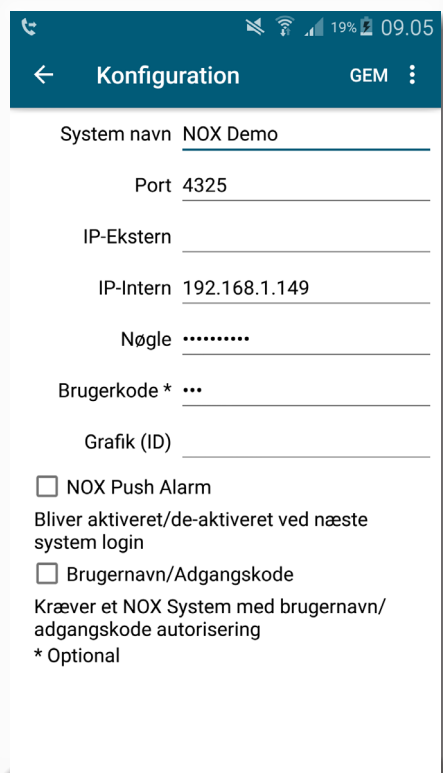 19% 09.05
Konfiguration GEM
System navn NOX Demo
Port 4325
IP-Ekstern
IP-Intern 192.168.1.149
Nøgle ••••••••••
Brugerkode * •••
Grafik (ID)
NOX Push Alarm
Bliver aktiveret/de-aktiveret ved næste
system login
Brugernavn/Adgangskode
Kræver et NOX System med brugernavn/
adgangskode autorisering
* Optional